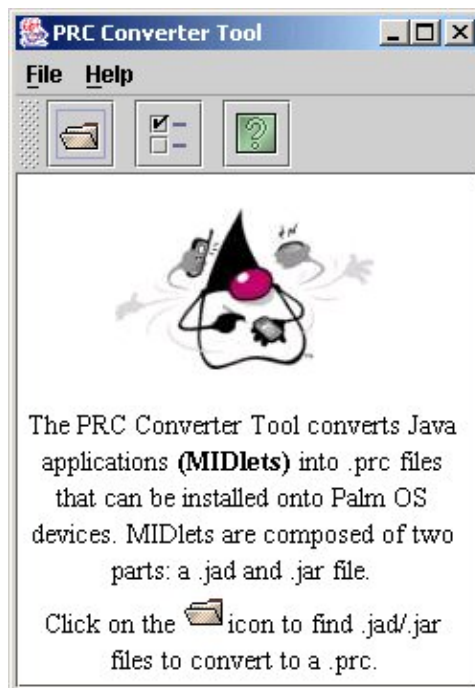 PRC Converter Tool
File Help
The PRC Converter Tool converts Java
applications (MIDlets) into .prc files
that can be installed onto Palm OS
devices. MIDlets are composed of two
parts: a .jad and .jar file.
Click on the icon to find .jad/.jar
files to convert to a .prc.